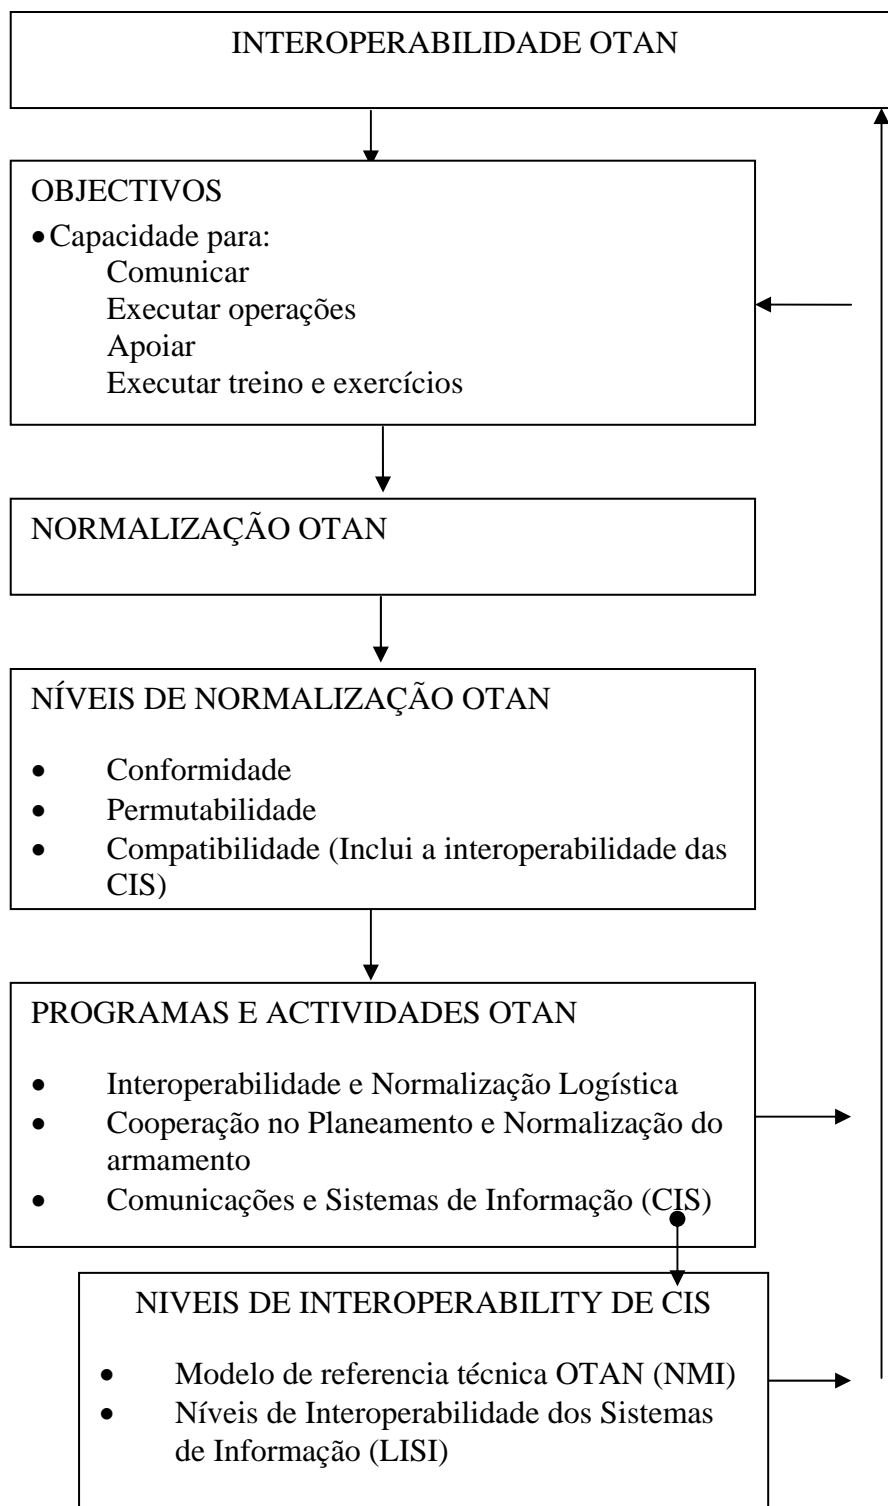 INTEROPERABILIDADE OTAN
OBJECTIVOS
•Capacidade para:
Comunicar
Executar operações
Apoiar
Executar treino e exercícios
NORMALIZAÇÃO OTAN
NÍVEIS DE NORMALIZAÇÃO OTAN
• Conformidade
• Permutabilidade
• Compatibilidade (Inclui a interoperabilidade das
CIS)
PROGRAMAS E ACTIVIDADES OTAN
• Interoperabilidade e Normalização Logística
• Cooperação no Planeamento e Normalização do
armamento
• Comunicações e Sistemas de Informação (CIS)
NIVEIS DE INTEROPERABILITY DE CIS
• Modelo de referencia técnica OTAN (NMI)
• Níveis de Interoperabilidade dos Sistemas
de Informação (LISI)